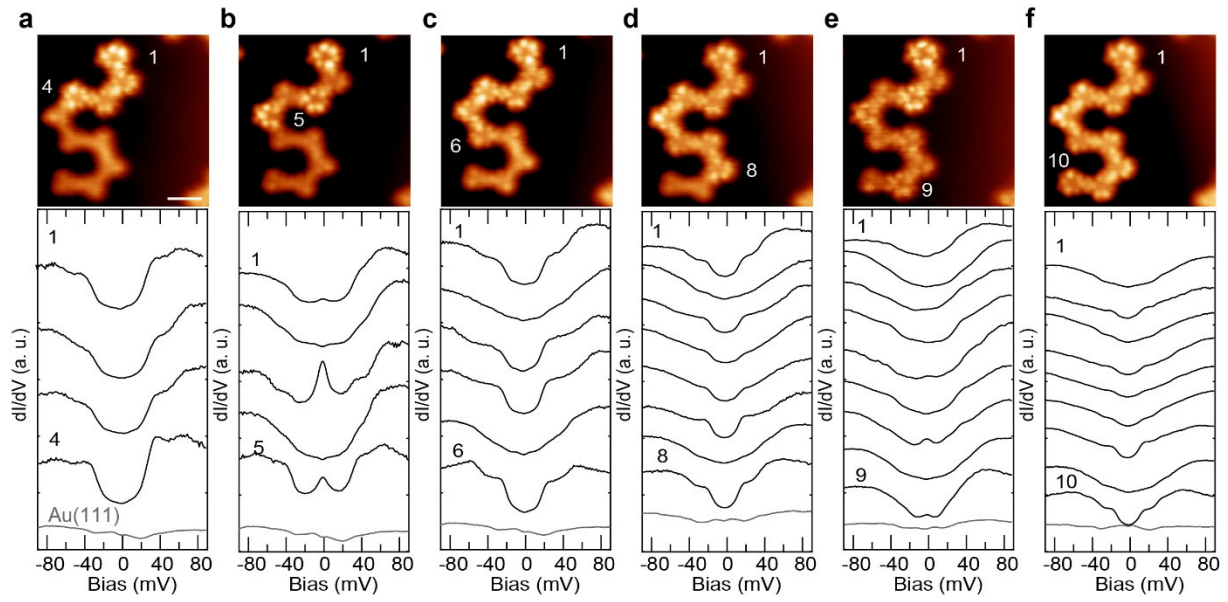 a b c d e f
4 1
5 1
6 1
8 1
9 1
10 1
dI/dV (a. u.)
1
4
Au(111)
-80 -40 0 40 80
Bias (mV)
dI/dV (a. u.)
1
5
-80 -40 0 40 80
Bias (mV)
dI/dV (a. u.)
1
6
-80 -40 0 40 80
Bias (mV)
dI/dV (a. u.)
1
8
-80 -40 0 40 80
Bias (mV)
dI/dV (a. u.)
1
9
-80 -40 0 40 80
Bias (mV)
dI/dV (a. u.)
1
10
-80 -40 0 40 80
Bias (mV)